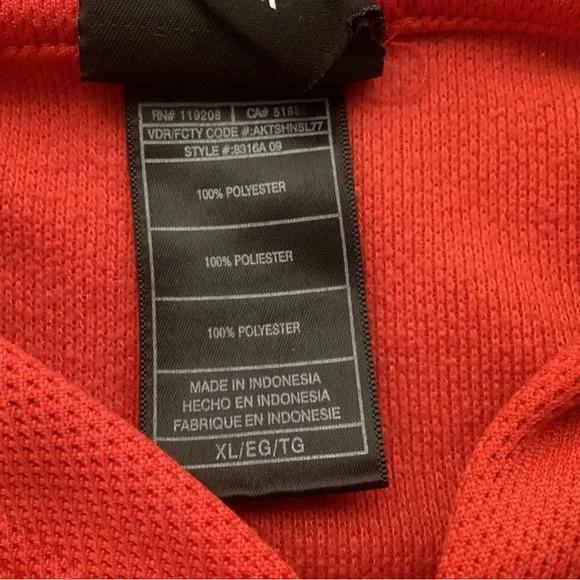 RN# 119208 CA# 51988
VDR/FCTY CODE #:AKTSHNSL77
STYLE #:8316A 09
100% POLYESTER
100% POLIESTER
100% POLYESTER
MADE IN INDONESIA
HECHO EN INDONESIA
FABRIQUE EN INDONESIE
XL/EG/TG